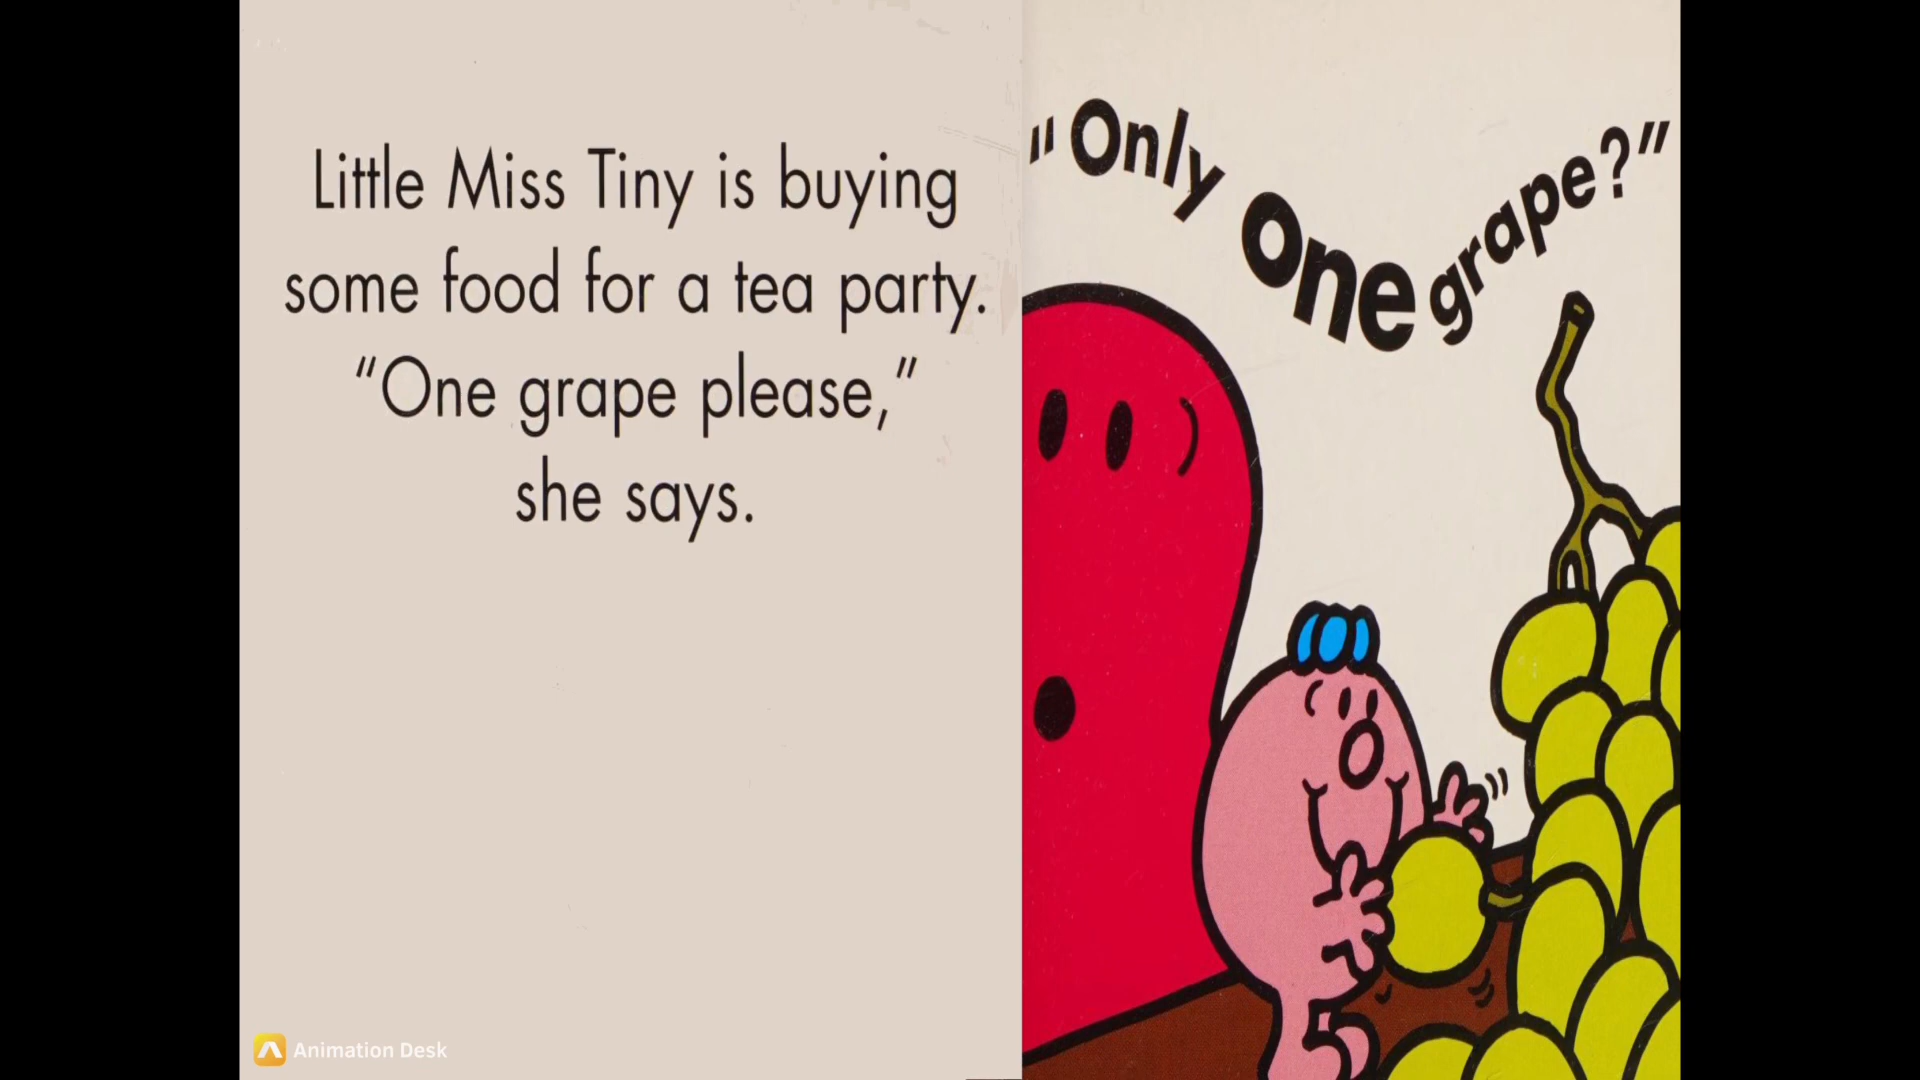 Little Miss Tiny is buying
some food for a tea party.
“One grape please,”
she says.
"Only one grape?"
Animation Desk